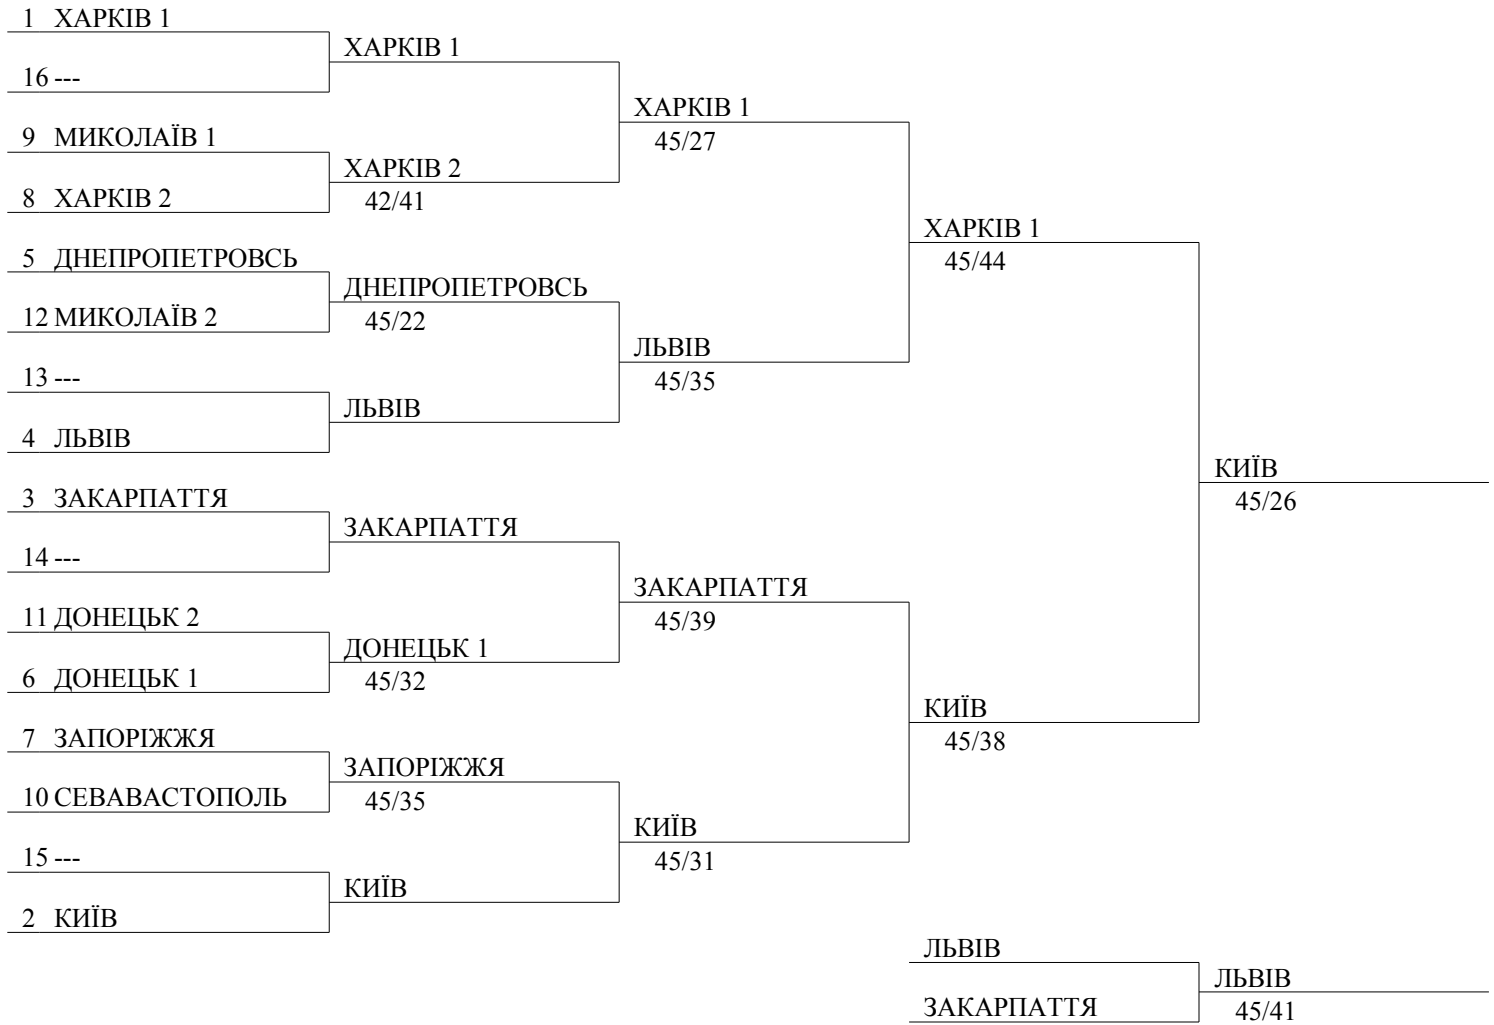 1 ХАРКІВ 1
ХАРКІВ 1
16 ---
ХАРКІВ 1
45/27
9 МИКОЛАЇВ 1
ХАРКІВ 2
42/41
8 ХАРКІВ 2
ХАРКІВ 1
45/44
5 ДНЕПРОПЕТРОВСЬ
ДНЕПРОПЕТРОВСЬ
45/22
12 МИКОЛАЇВ 2
ЛЬВІВ
45/35
13 ---
ЛЬВІВ
4 ЛЬВІВ
КИЇВ
45/26
3 ЗАКАРПАТТЯ
ЗАКАРПАТТЯ
14 ---
ЗАКАРПАТТЯ
45/39
11 ДОНЕЦЬК 2
ДОНЕЦЬК 1
45/32
6 ДОНЕЦЬК 1
КИЇВ
45/38
7 ЗАПОРІЖЖЯ
ЗАПОРІЖЖЯ
45/35
10 СЕВАВАСТОПОЛЬ
КИЇВ
45/31
15 ---
КИЇВ
2 КИЇВ
ЛЬВІВ
ЛЬВІВ
45/41
ЗАКАРПАТТЯ